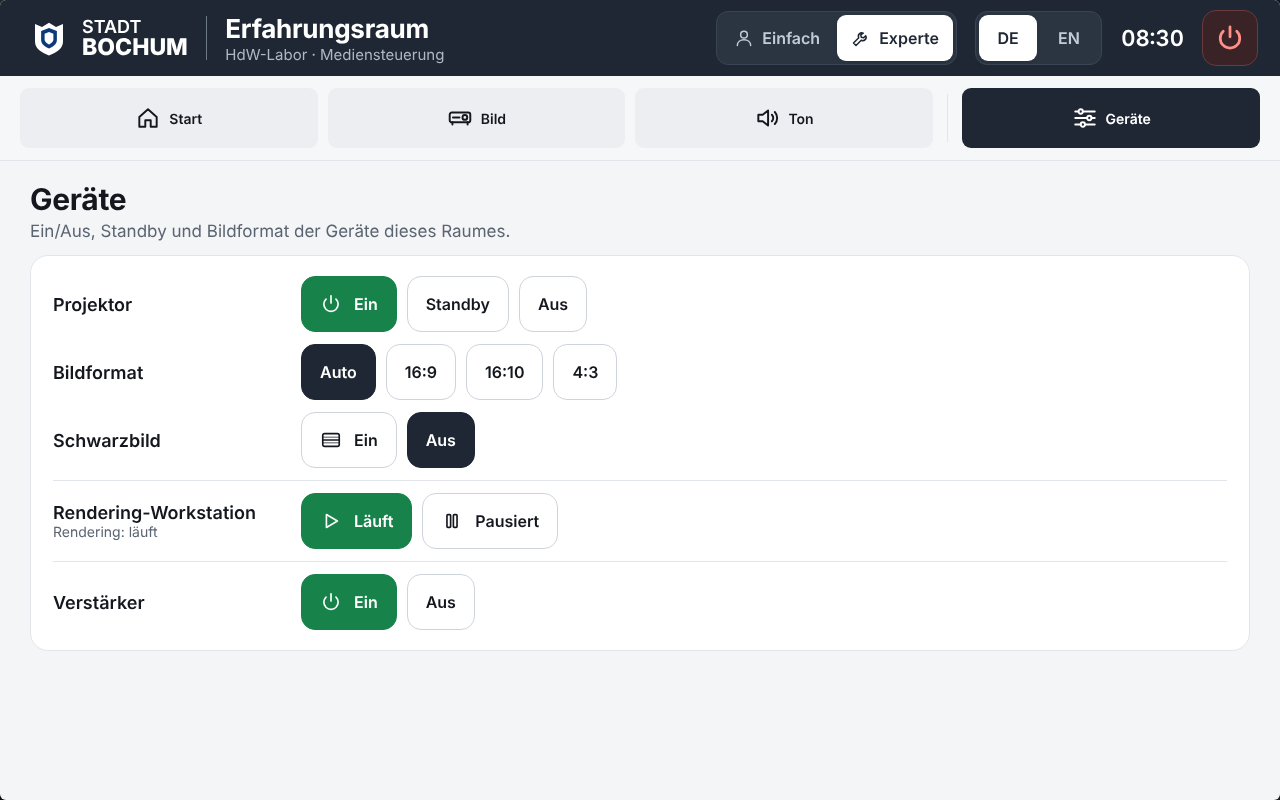 STADT
BOCHUM
Erfahrungsraum
HdW-Labor · Mediensteuerung
Einfach
Experte
DE
EN
08:30
Start
Bild
Ton
Geräte
Geräte
Ein/Aus, Standby und Bildformat der Geräte dieses Raumes.
Projektor
Ein
Standby
Aus
Bildformat
Auto
16:9
16:10
4:3
Schwarzbild
Ein
Aus
Rendering-Workstation
Rendering: läuft
Läuft
Pausiert
Verstärker
Ein
Aus